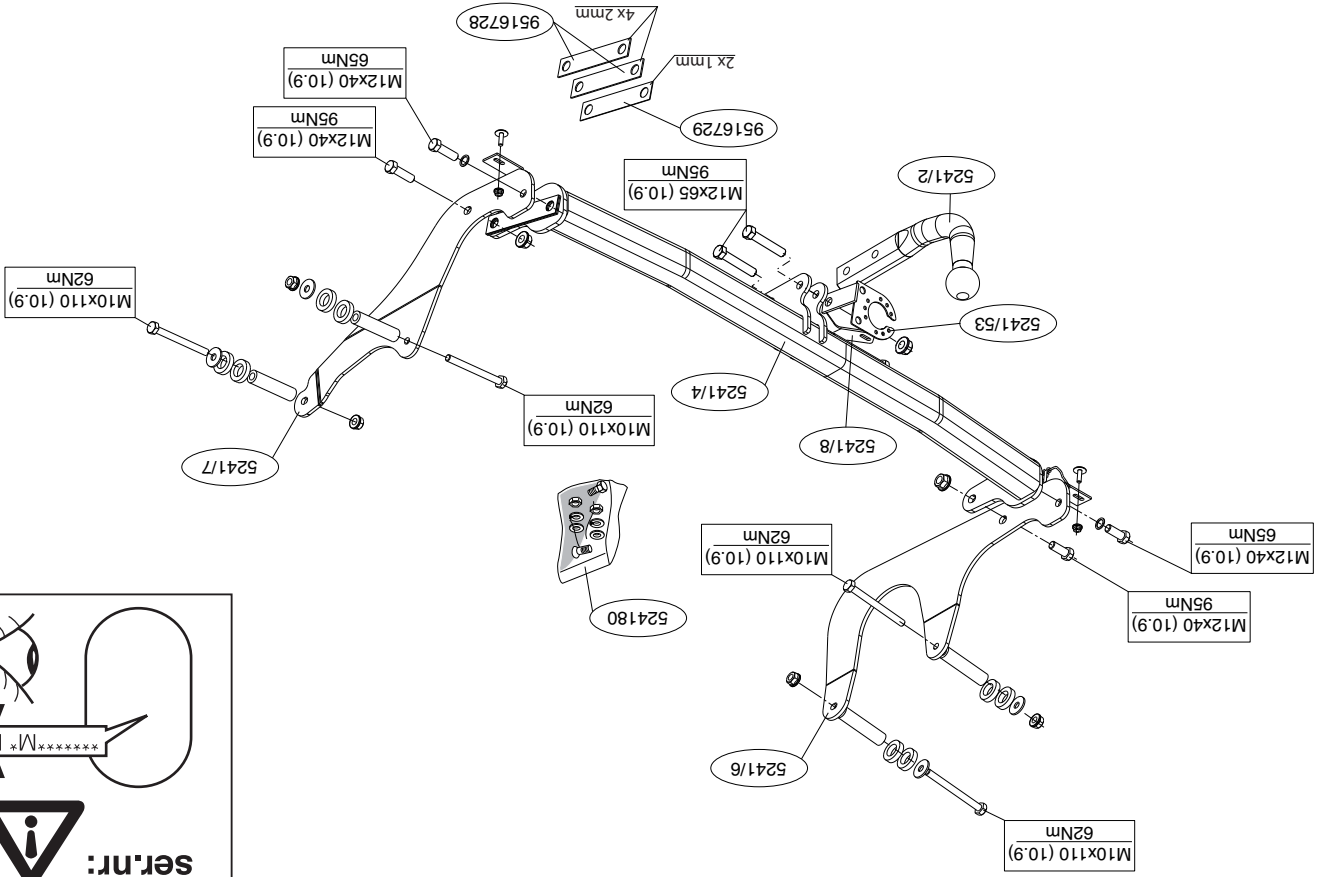 ser.nr:
M10x110 (10.9)
62Nm
5241/6
*******M*
M12x40 (10.9)
95Nm
524180
M12x40 (10.9)
65Nm
M10x110 (10.9)
62Nm
5241/7
5241/8
M10x110 (10.9)
62Nm
5241/4
5241/53
M10x110 (10.9)
62Nm
5241/2
M12x65 (10.9)
95Nm
9516729
M12x40 (10.9)
95Nm
M12x40 (10.9)
65Nm
2x 1mm
9516728
4x 2mm